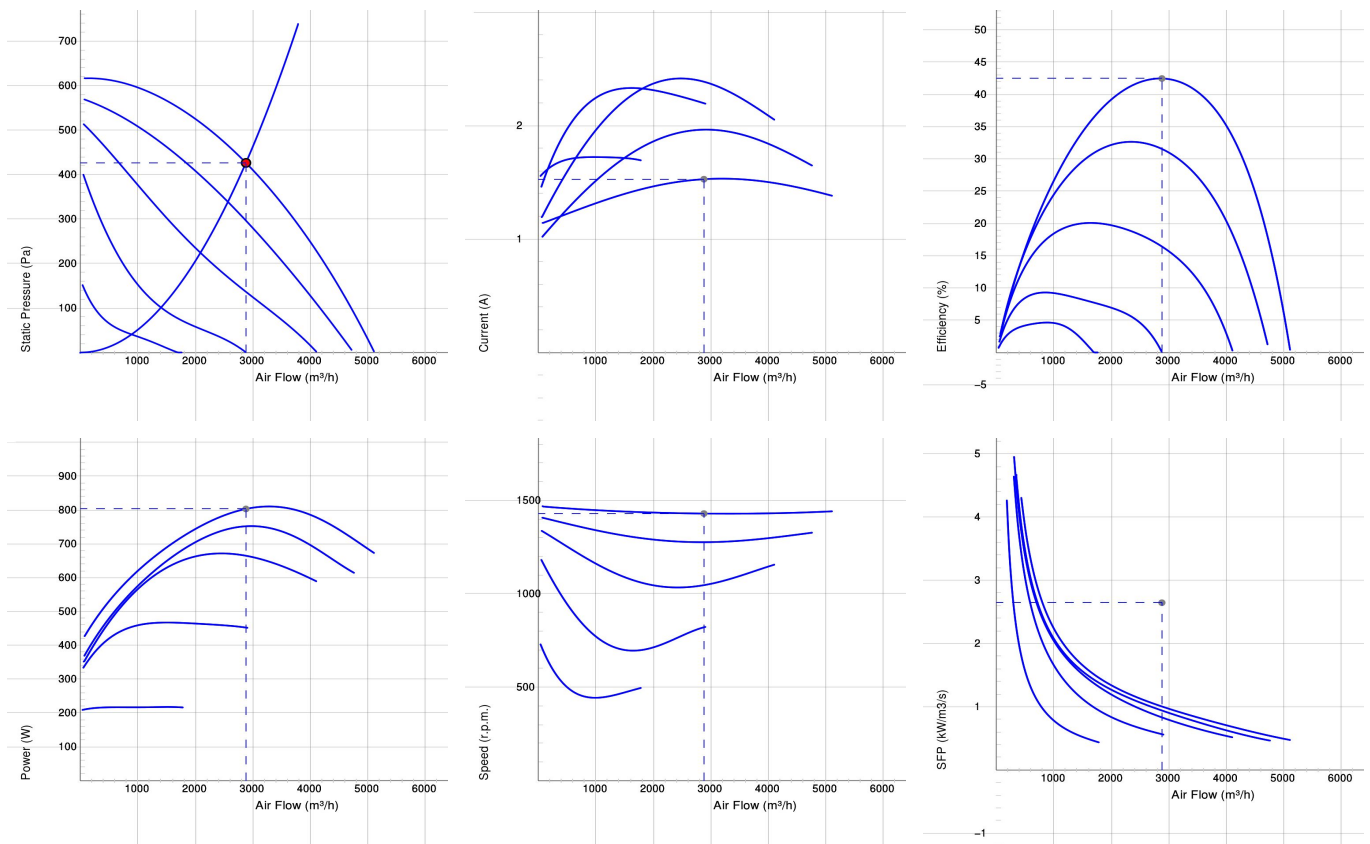 700
600
500
400
300
200
100
1000 2000 3000 4000 5000 6000
Static Pressure (Pa)
Air Flow (m³/h)
2
1
1000 2000 3000 4000 5000 6000
Current (A)
Air Flow (m³/h)
50
45
40
35
30
25
20
15
10
5
−5
1000 2000 3000 4000 5000 6000
Efficiency (%)
Air Flow (m³/h)
900
800
700
600
500
400
300
200
100
1000 2000 3000 4000 5000 6000
Power (W)
Air Flow (m³/h)
1500
1000
500
1000 2000 3000 4000 5000 6000
Speed (r.p.m.)
Air Flow (m³/h)
5
4
3
2
1
−1
1000 2000 3000 4000 5000 6000
SFP (kW/m3/s)
Air Flow (m³/h)